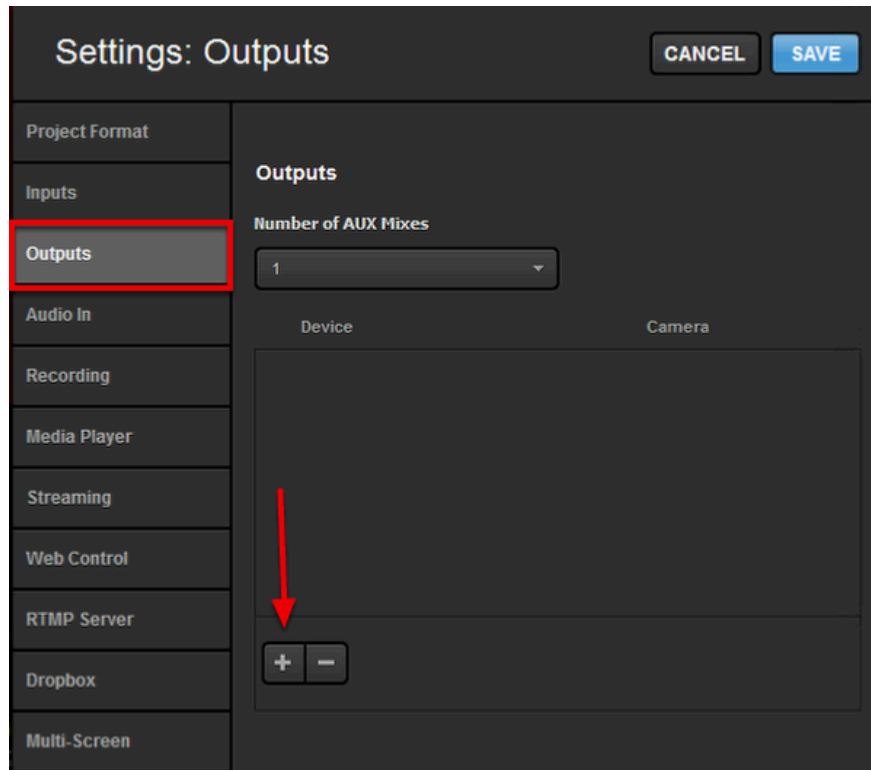 Settings: Outputs
CANCEL
SAVE
Project Format
Inputs
Outputs
Audio In
Recording
Media Player
Streaming
Web Control
RTMP Server
Dropbox
Multi-Screen
Outputs
Number of AUX Mixes
1
Device Camera
+ −